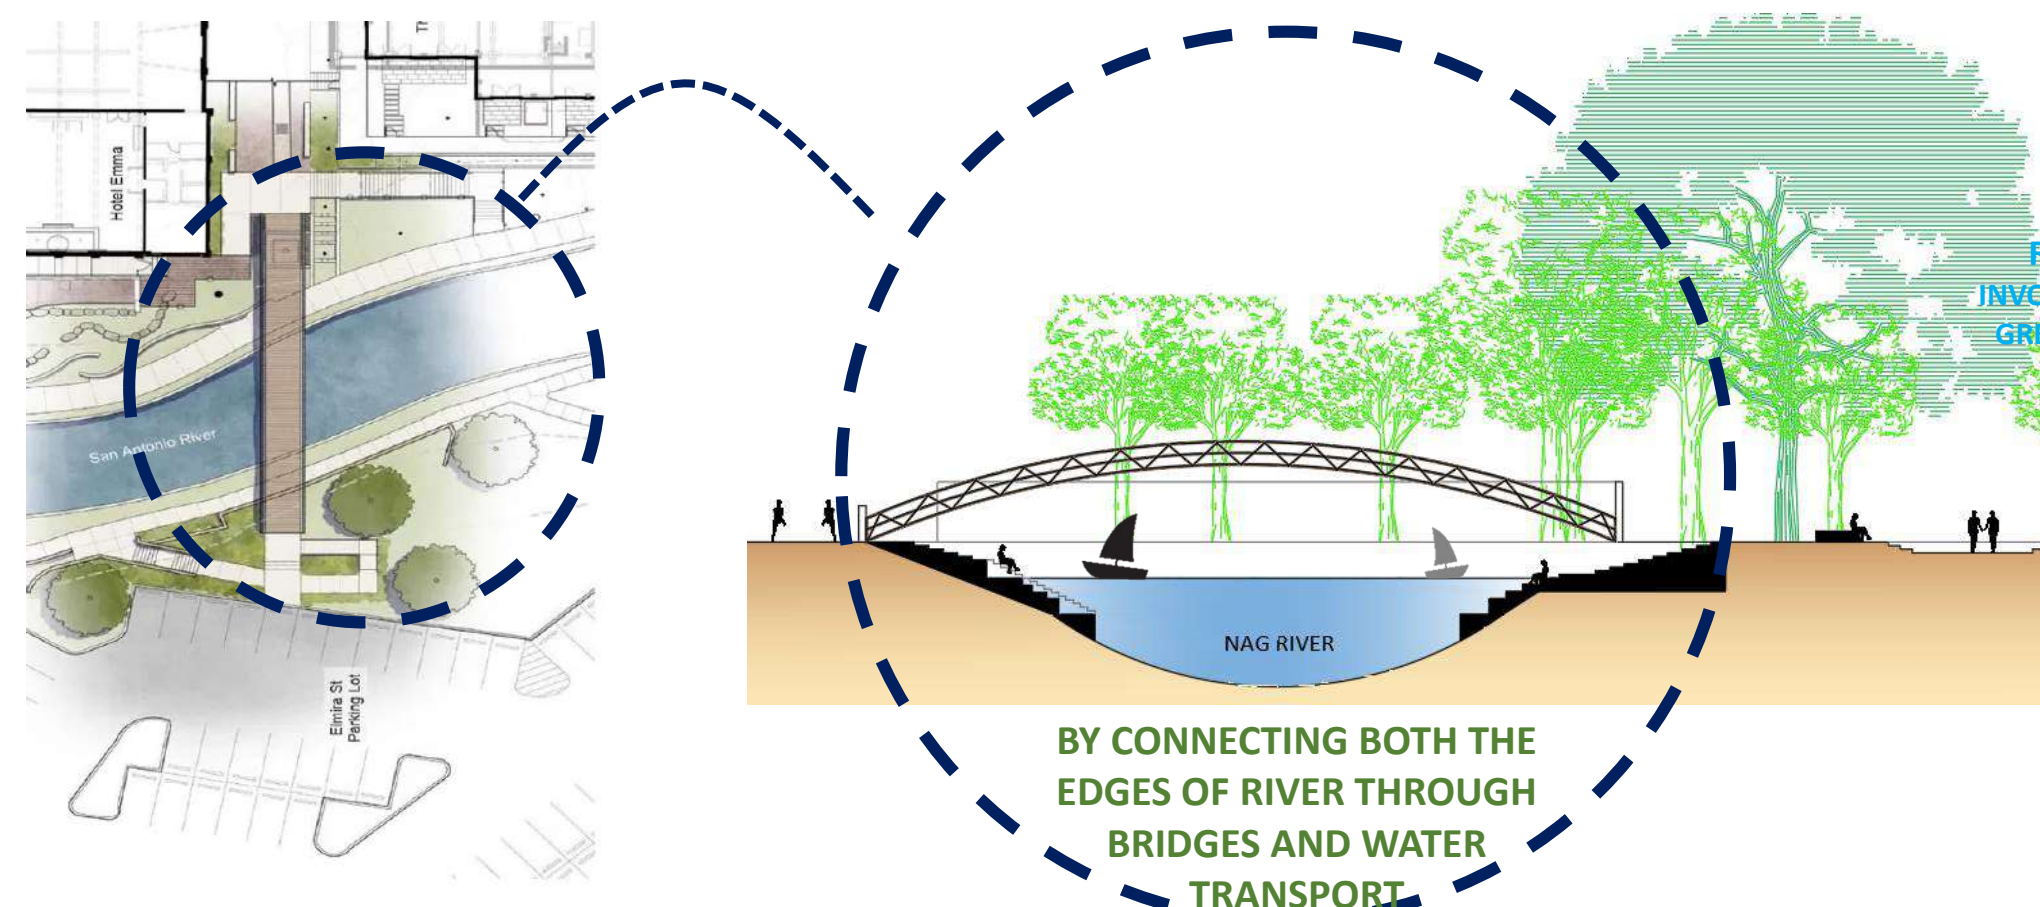 Hotel Emma
San Antonio River
Elmira St
Parking Lot
NAG RIVER
BY CONNECTING BOTH THE
EDGES OF RIVER THROUGH
BRIDGES AND WATER
TRANSPORT